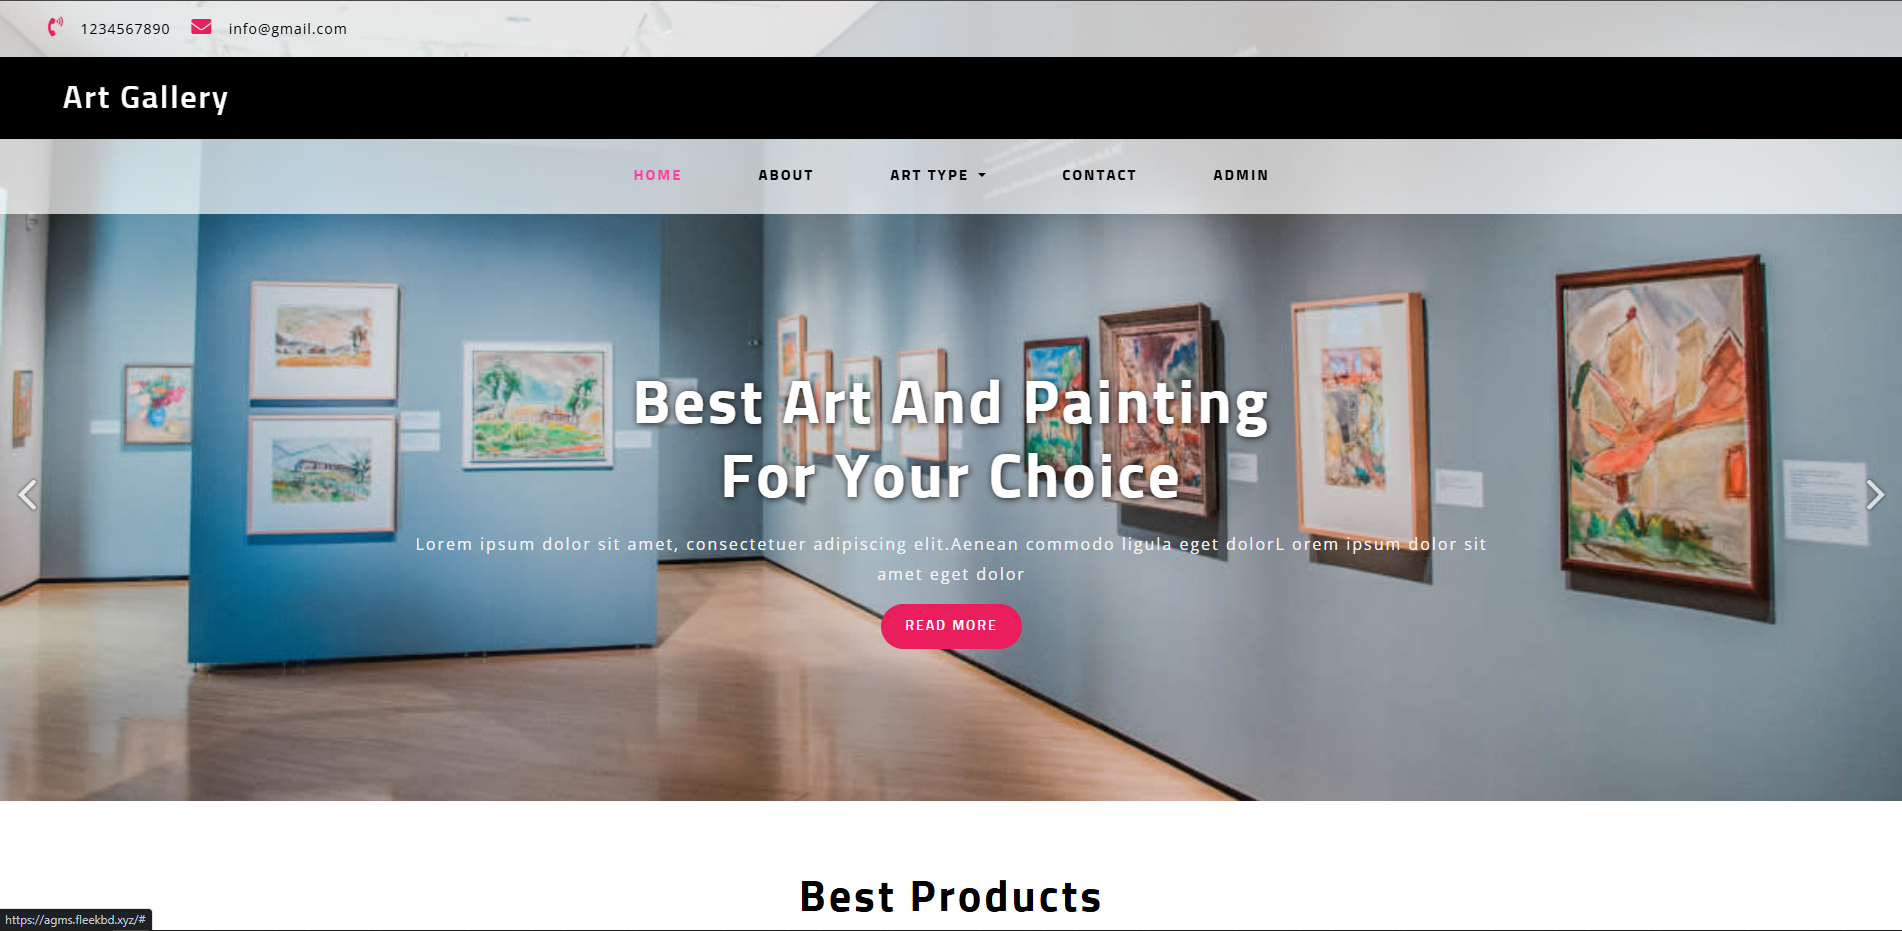 1234567890 info@gmail.com
Art Gallery
HOME ABOUT ART TYPE CONTACT ADMIN
Best Art And Painting
For Your Choice
Lorem ipsum dolor sit amet, consectetuer adipiscing elit.Aenean commodo ligula eget dolorL orem ipsum dolor sit
amet eget dolor
READ MORE
Best Products
https://agms.fleekbd.xyz/#